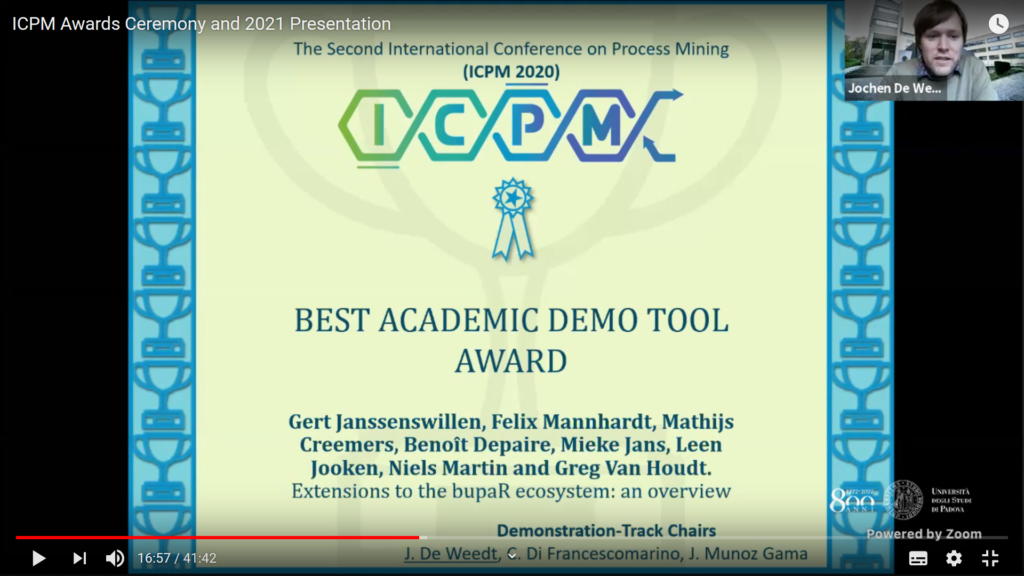 ICPM Awards Ceremony and 2021 Presentation
The Second International Conference on Process Mining
(ICPM 2020)
Jochen De We...
ICPM
BEST ACADEMIC DEMO TOOL
AWARD
Gert Janssenswillen, Felix Mannhardt, Mathijs
Creemers, Benoît Depaire, Mieke Jans, Leen
Jooken, Niels Martin and Greg Van Houdt.
Extensions to the bupaR ecosystem: an overview
800
ANNI
UNIVERSITÀ
DEGLI STUDI
DI PADOVA
Demonstration-Track Chairs
Powered by Zoom
J. De Weedt, C. Di Francescomarino, J. Munoz Gama
16:57 / 41:42